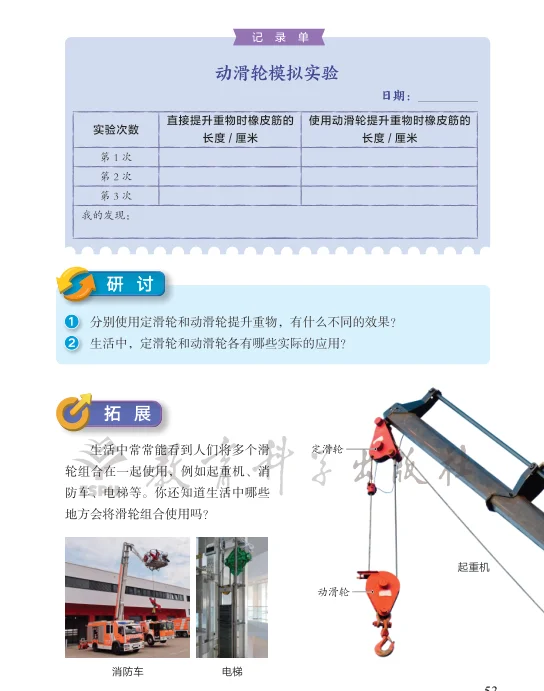 记 录 单
动滑轮模拟实验
日期：
实验次数
直接提升重物时橡皮筋的
长度 / 厘米
使用动滑轮提升重物时橡皮筋的
长度 / 厘米
第 1 次
第 2 次
第 3 次
我的发现：
研 讨
1 分别使用定滑轮和动滑轮提升重物，有什么不同的效果？
2 生活中，定滑轮和动滑轮各有哪些实际的应用？
拓 展
生活中常常能看到人们将多个滑
轮组合在一起使用，例如起重机、消
防车、电梯等。你还知道生活中哪些
地方会将滑轮组合使用吗？
教育科学出版社
定滑轮
起重机
动滑轮
消防车
电梯